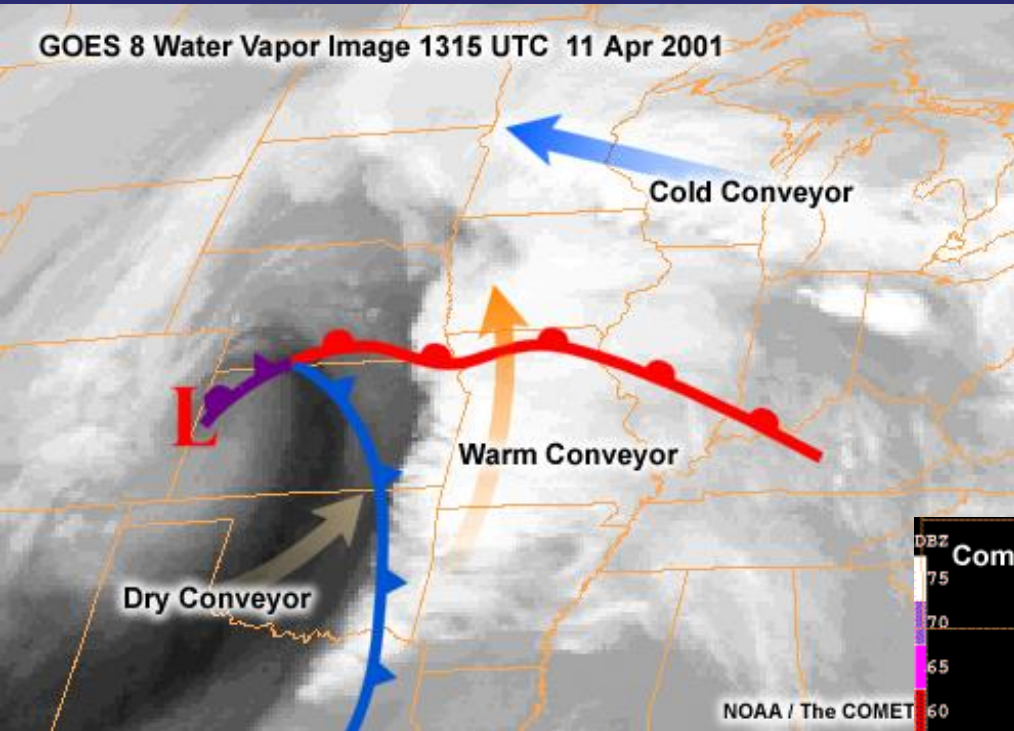 GOES 8 Water Vapor Image 1315 UTC 11 Apr 2001
Cold Conveyor
L
Warm Conveyor
Dry Conveyor
NOAA / The COMET
DBZ
Com
75
70
65
60